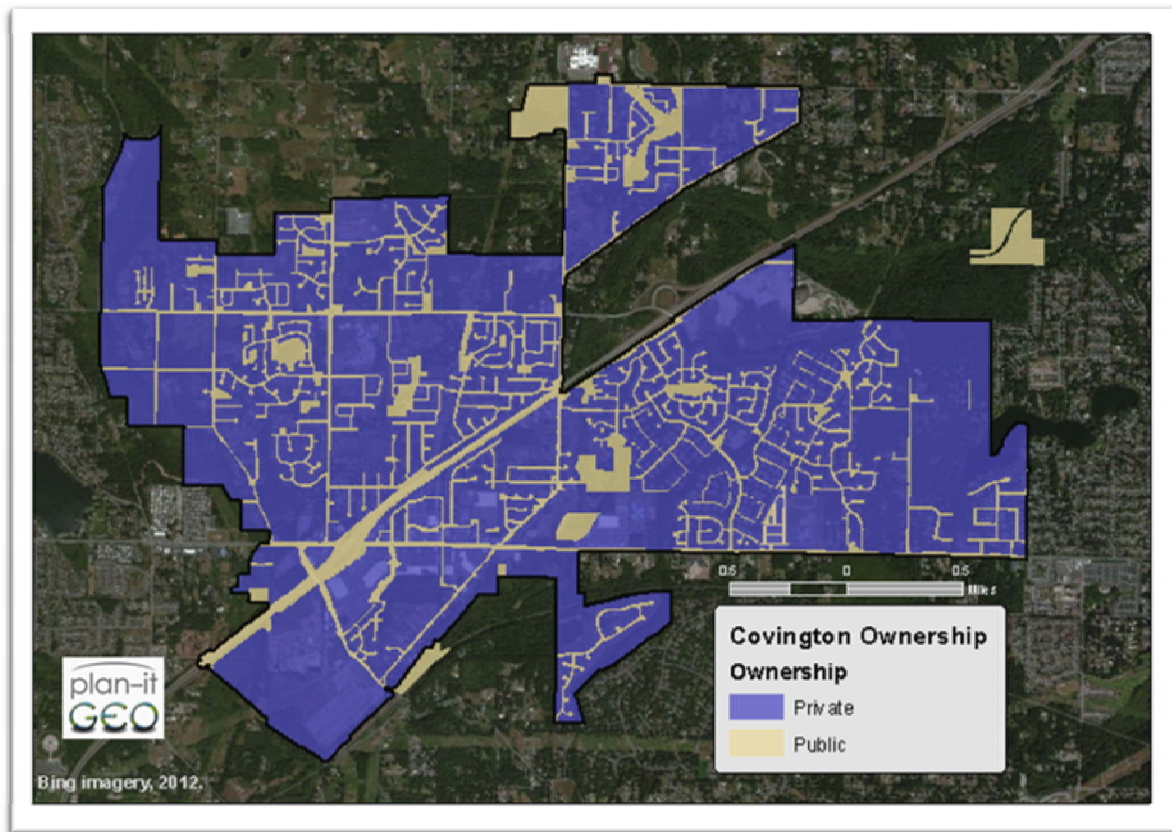 0.5 0 0.5
Miles
Covington Ownership
Ownership
Private
Public
plan-it
GEO
Bing imagery, 2012.